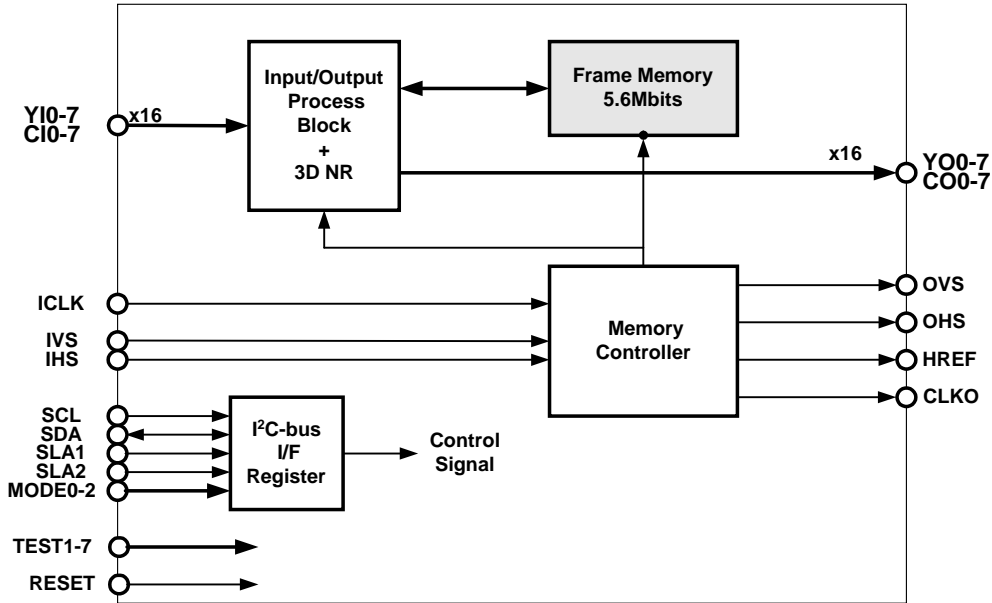 Input/Output
Process
Block
+
3D NR
Frame Memory
5.6Mbits
YI0-7
CI0-7
x16
x16
YO0-7
CO0-7
ICLK
IVS
IHS
Memory
Controller
OVS
OHS
HREF
CLKO
SCL
SDA
SLA1
SLA2
MODE0-2
I²C-bus
I/F
Register
Control
Signal
TEST1-7
RESET